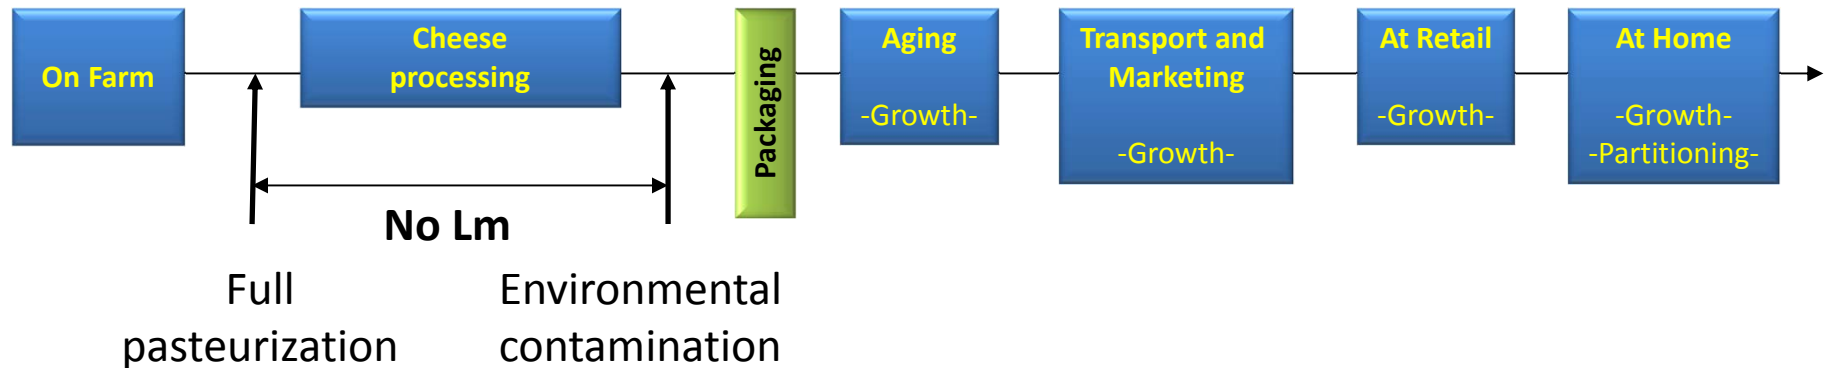 On Farm
Cheese
processing
Packaging
Aging
-Growth-
Transport and
Marketing
-Growth-
At Retail
-Growth-
At Home
-Growth-
-Partitioning-
No Lm
Full
pasteurization
Environmental
contamination